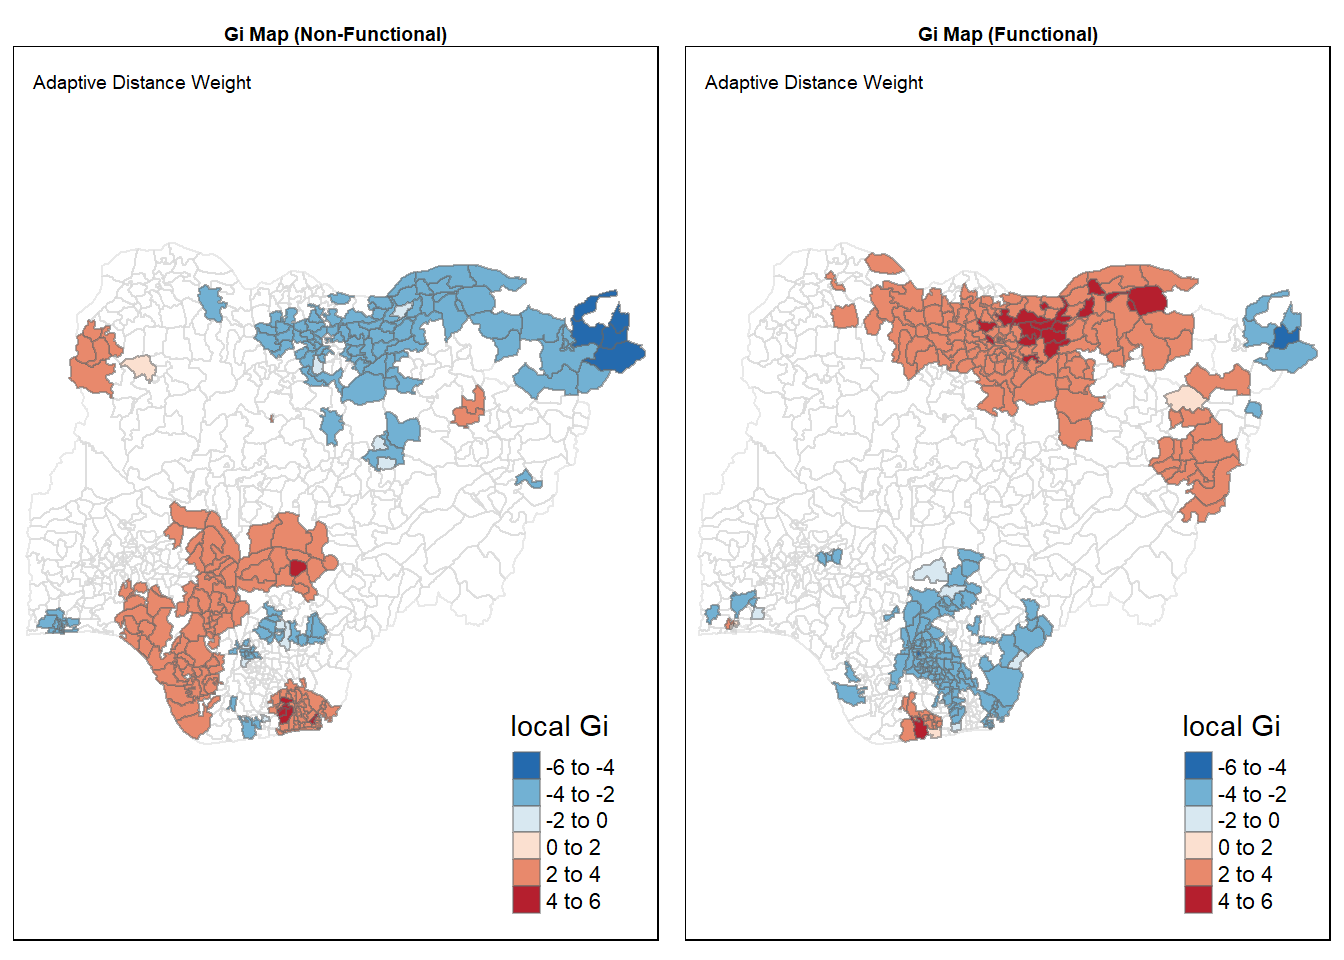 Gi Map (Non-Functional)
Adaptive Distance Weight
local Gi
-6 to -4
-4 to -2
-2 to 0
0 to 2
2 to 4
4 to 6
Gi Map (Functional)
Adaptive Distance Weight
local Gi
-6 to -4
-4 to -2
-2 to 0
0 to 2
2 to 4
4 to 6